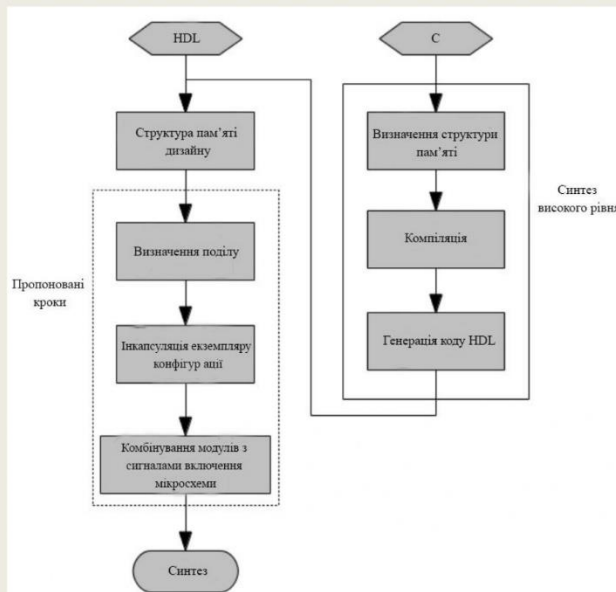 HDL
Структура пам'яті
дизайну
Пропоновані
кроки
Визначення поділу
Інкапсуляція екземпляру
конфігур ації
Комбінування модулів з
сигналами включення
мікросхеми
Синтез
C
Визначення структури
пам'яті
Компіляція
Генерація коду HDL
Синтез
високого рівня